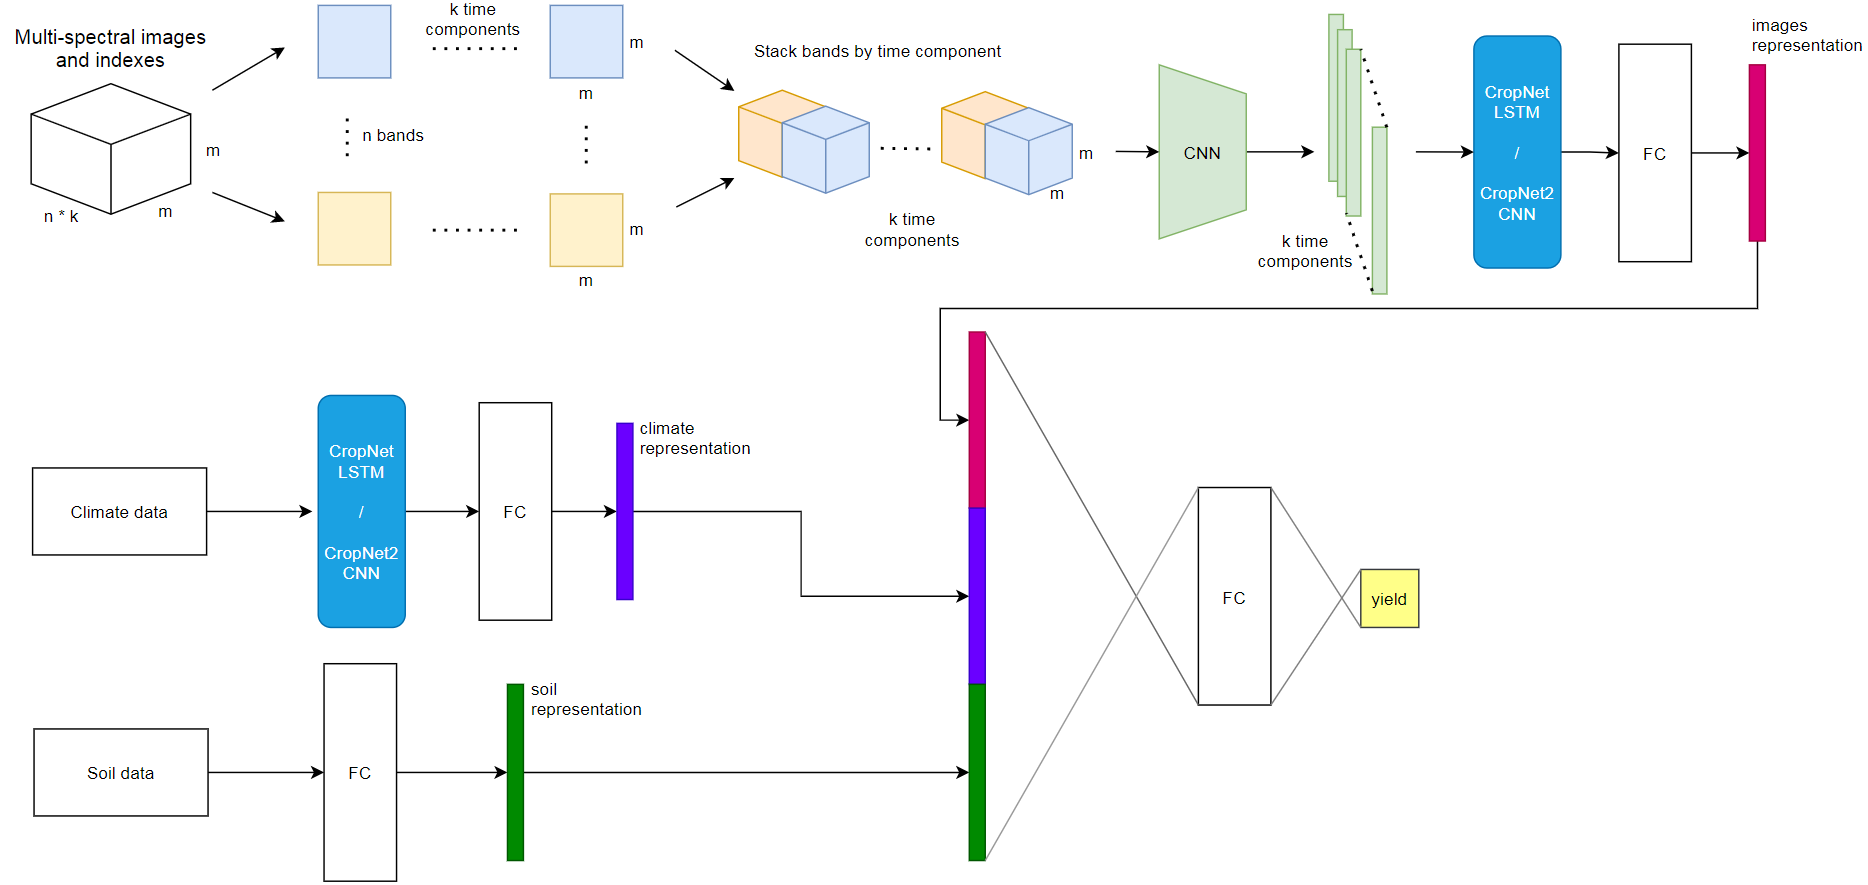 Multi-spectral images
and indexes
m
m
n * k
k time
components
m
m
n bands
m
m
Stack bands by time component
m
m
k time
components
CNN
k time
components
CropNet
LSTM
/
CropNet2
CNN
FC
images
representation
Climate data
CropNet
LSTM
/
CropNet2
CNN
FC
climate
representation
Soil data
FC
soil
representation
FC
yield